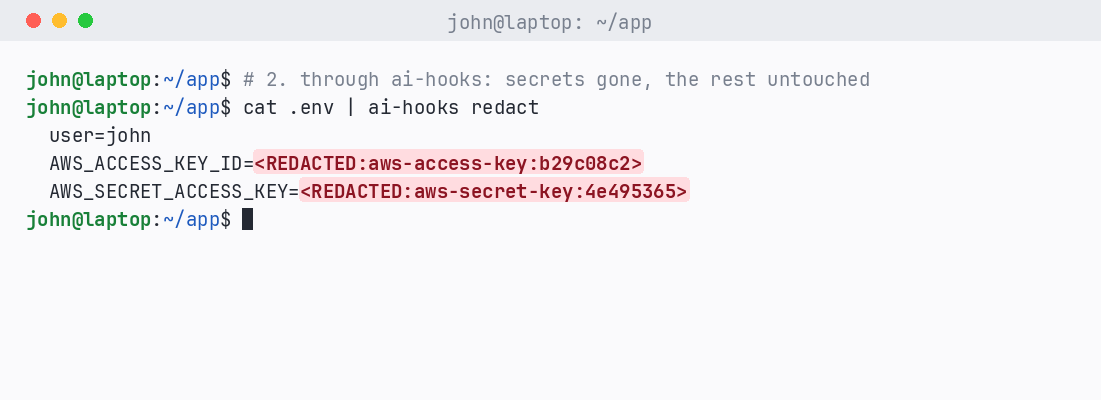 john@laptop: ~/app
john@laptop:~/app$ # 2. through ai-hooks: secrets gone, the rest untouched
john@laptop:~/app$ cat .env | ai-hooks redact
user=john
AWS_ACCESS_KEY_ID=<REDACTED:aws-access-key:b29c08c2>
AWS_SECRET_ACCESS_KEY=<REDACTED:aws-secret-key:4e495365>
john@laptop:~/app$